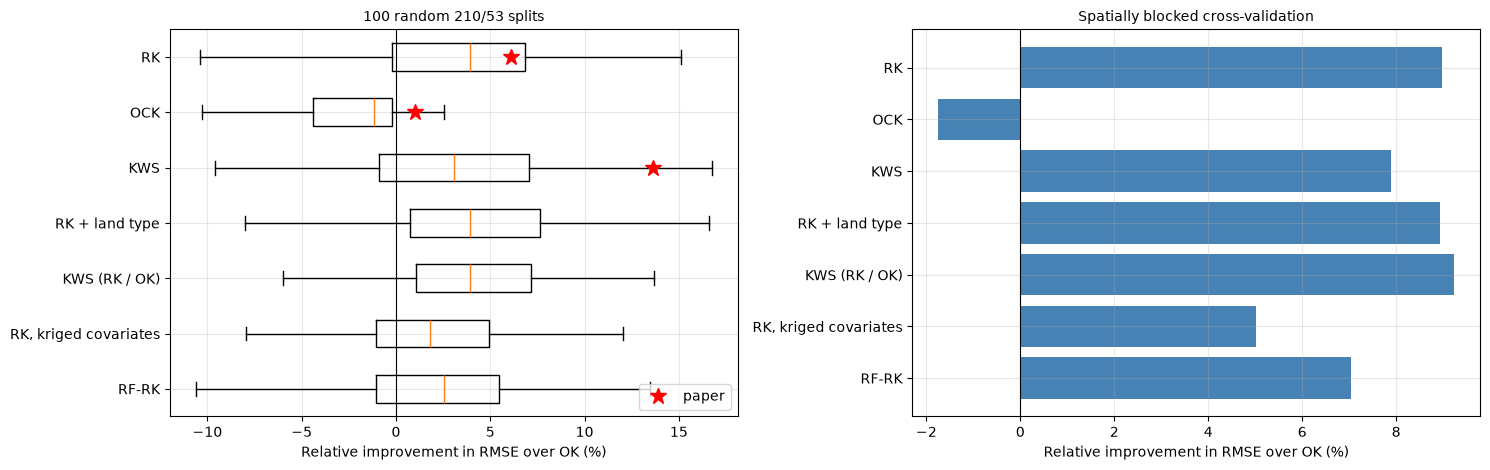 100 random 210/53 splits
RK
OCK
KWS
RK + land type
KWS (RK / OK)
RK, kriged covariates
RF-RK
paper
−10 −5 0 5 10 15
Relative improvement in RMSE over OK (%)
Spatially blocked cross-validation
RK
OCK
KWS
RK + land type
KWS (RK / OK)
RK, kriged covariates
RF-RK
−2 0 2 4 6 8
Relative improvement in RMSE over OK (%)